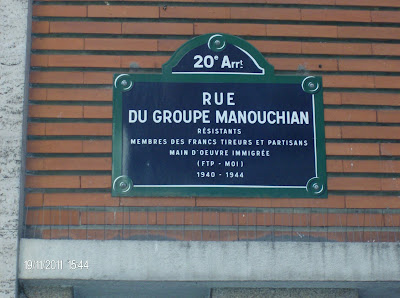 20e Arrt
RUE
DU GROUPE MANOUCHIAN
RÉSISTANTS
MEMBRES DES FRANCS TIREURS ET PARTISANS
MAIN D'OEUVRE IMMIGRÉE
(FTP - MOI)
1940 - 1944
19/11/2011 15:44